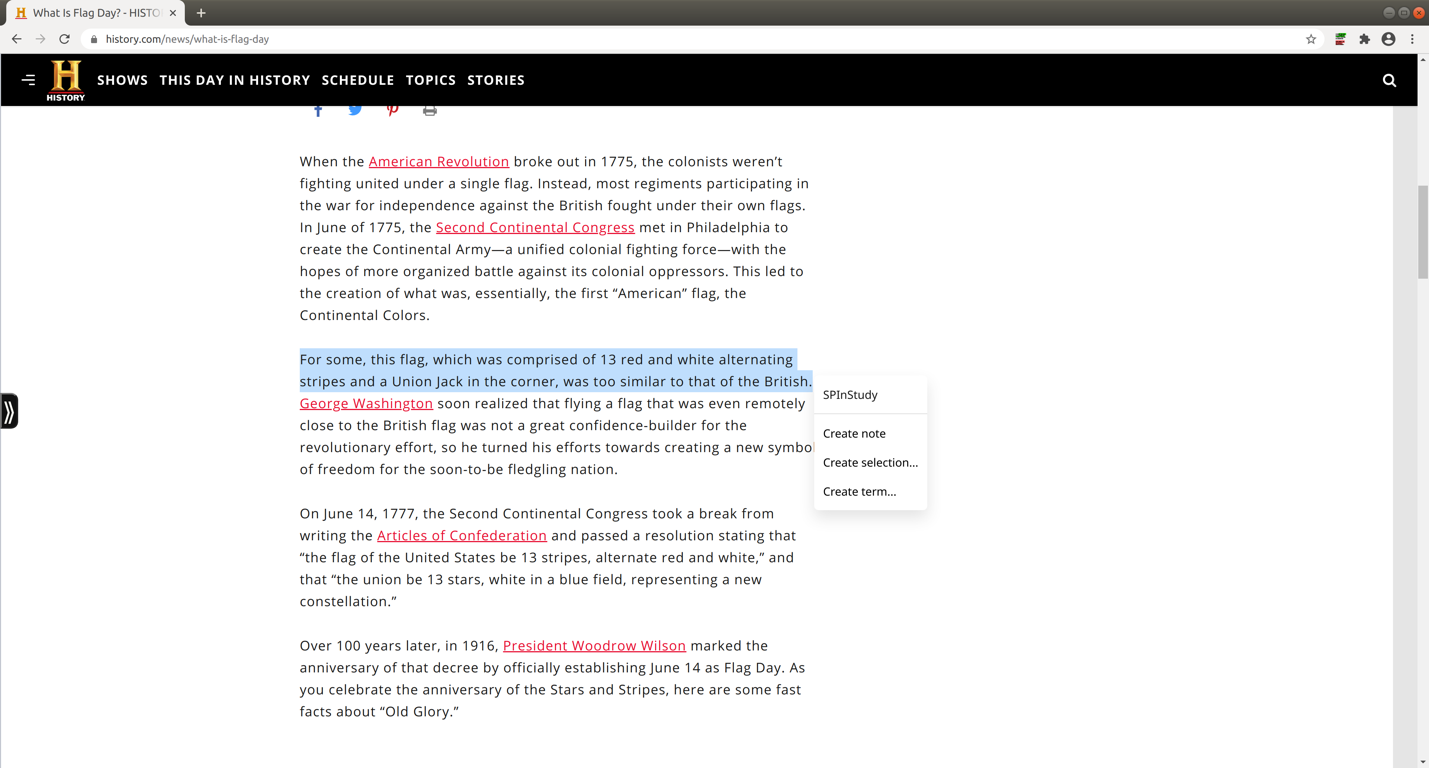 What Is Flag Day? - HISTO
history.com/news/what-is-flag-day
H
HISTORY
SHOWS THIS DAY IN HISTORY SCHEDULE TOPICS STORIES
When the American Revolution broke out in 1775, the colonists weren’t
fighting united under a single flag. Instead, most regiments participating in
the war for independence against the British fought under their own flags.
In June of 1775, the Second Continental Congress met in Philadelphia to
create the Continental Army—a unified colonial fighting force—with the
hopes of more organized battle against its colonial oppressors. This led to
the creation of what was, essentially, the first “American” flag, the
Continental Colors.
For some, this flag, which was comprised of 13 red and white alternating
stripes and a Union Jack in the corner, was too similar to that of the British.
George Washington soon realized that flying a flag that was even remotely
close to the British flag was not a great confidence-builder for the
revolutionary effort, so he turned his efforts towards creating a new symbol
of freedom for the soon-to-be fledgling nation.
SPInStudy
Create note
Create selection...
Create term...
On June 14, 1777, the Second Continental Congress took a break from
writing the Articles of Confederation and passed a resolution stating that
“the flag of the United States be 13 stripes, alternate red and white,” and
that “the union be 13 stars, white in a blue field, representing a new
constellation.”
Over 100 years later, in 1916, President Woodrow Wilson marked the
anniversary of that decree by officially establishing June 14 as Flag Day. As
you celebrate the anniversary of the Stars and Stripes, here are some fast
facts about “Old Glory.”